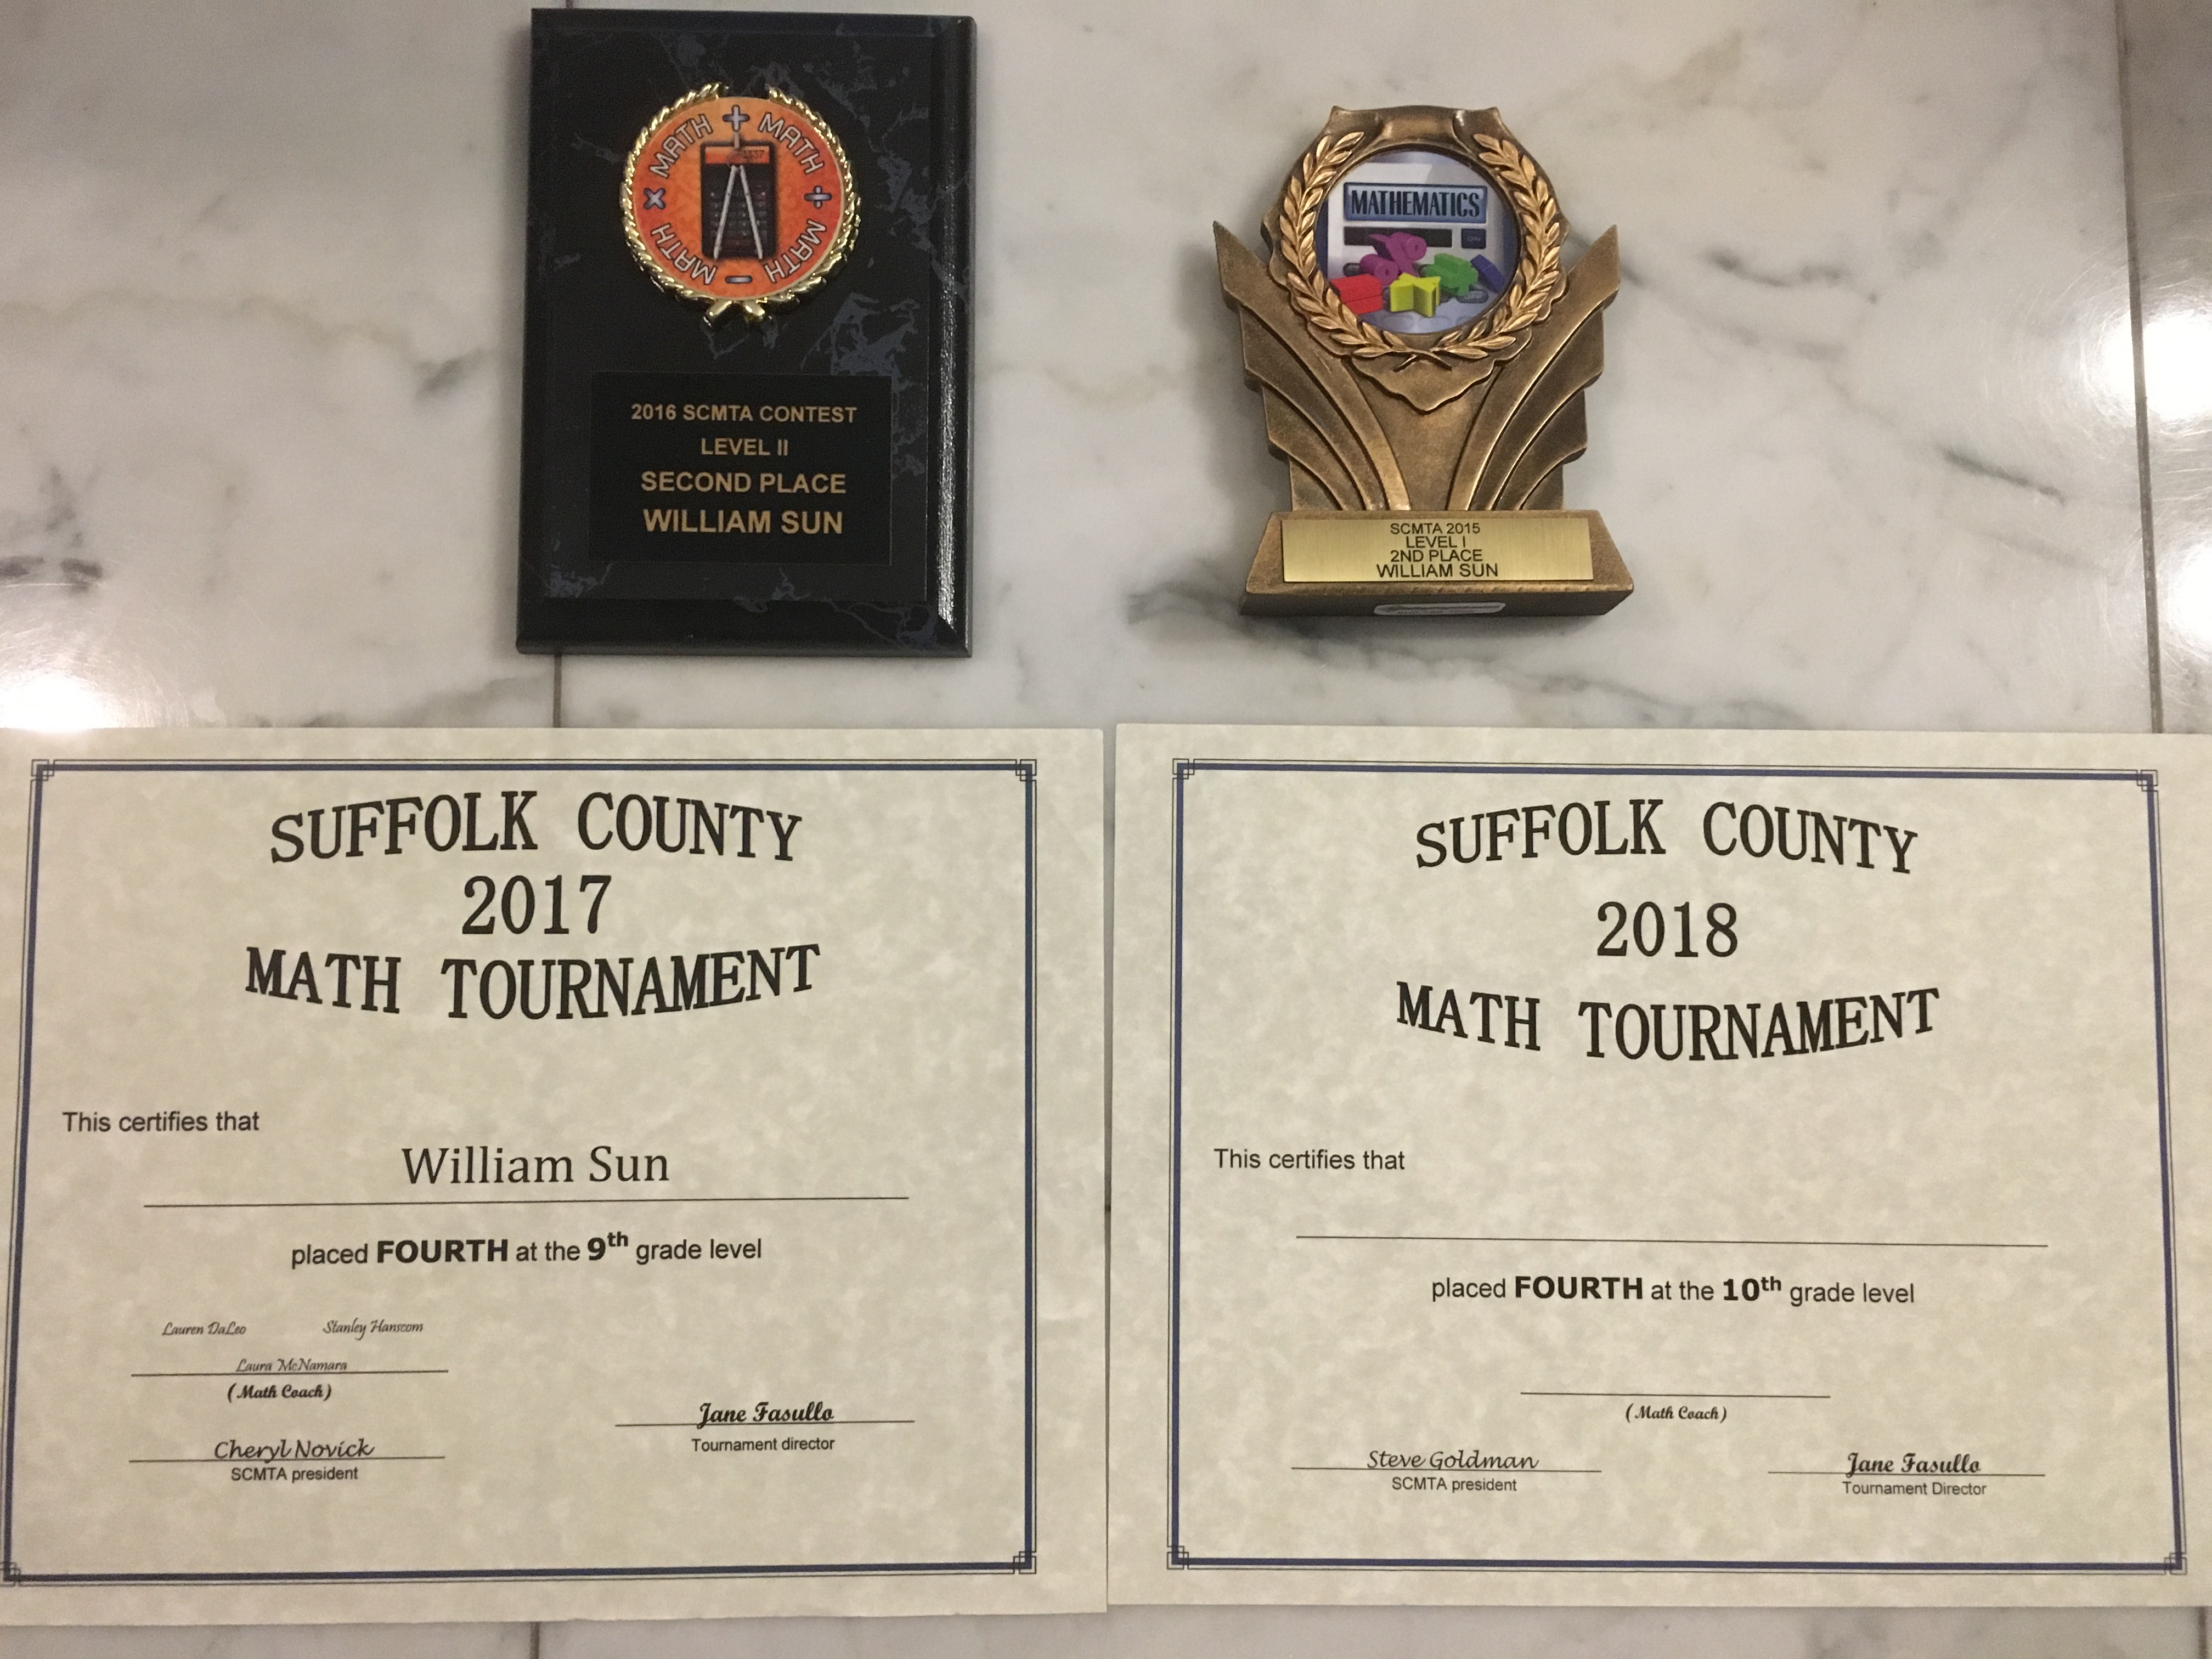 2016 SCMTA CONTEST
LEVEL II
SECOND PLACE
WILLIAM SUN
MATH × MATH + MATH ÷ MATH -
MATHEMATICS
SCMTA 2015
LEVEL I
2ND PLACE
WILLIAM SUN
SUFFOLK COUNTY
2017
MATH TOURNAMENT
This certifies that
William Sun
placed FOURTH at the 9th grade level
Lauren DaLeo Stanley Hanscom
Laura McNamara
(Math Coach)
Jane Fasullo
Tournament director
Cheryl Novick
SCMTA president
SUFFOLK COUNTY
2018
MATH TOURNAMENT
This certifies that
placed FOURTH at the 10th grade level
(Math Coach)
Steve Goldman
SCMTA president
Jane Fasullo
Tournament Director